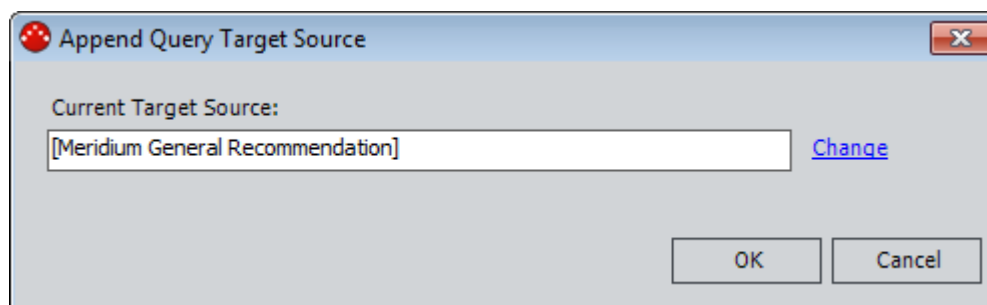 Append Query Target Source
Current Target Source:
[Meridium General Recommendation]
Change
OK
Cancel